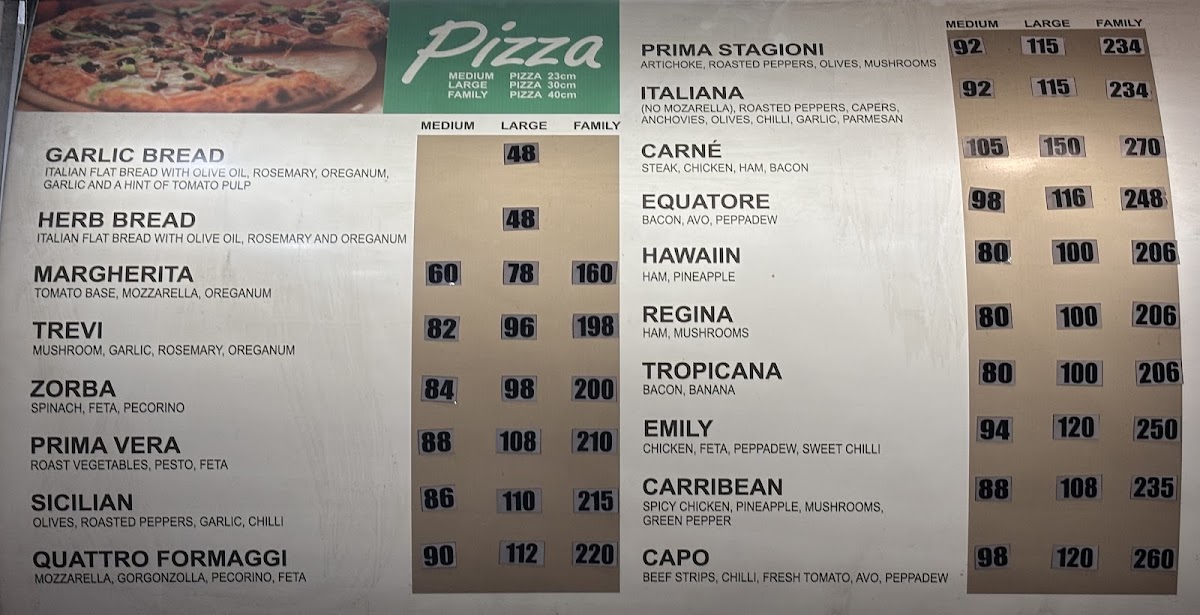 Pizza
MEDIUM PIZZA 23cm
LARGE PIZZA 30cm
FAMILY PIZZA 40cm
MEDIUM LARGE FAMILY
GARLIC BREAD 48
ITALIAN FLAT BREAD WITH OLIVE OIL, ROSEMARY, OREGANUM,
GARLIC AND A HINT OF TOMATO PULP
HERB BREAD 48
ITALIAN FLAT BREAD WITH OLIVE OIL, ROSEMARY AND OREGANUM
MARGHERITA 60 78 160
TOMATO BASE, MOZZARELLA, OREGANUM
TREVI 82 96 198
MUSHROOM, GARLIC, ROSEMARY, OREGANUM
ZORBA 84 98 200
SPINACH, FETA, PECORINO
PRIMA VERA 88 108 210
ROAST VEGETABLES, PESTO, FETA
SICILIAN 86 110 215
OLIVES, ROASTED PEPPERS, GARLIC, CHILLI
QUATTRO FORMAGGI 90 112 220
MOZZARELLA, GORGONZOLLA, PECORINO, FETA
MEDIUM LARGE FAMILY
PRIMA STAGIONI 92 115 234
ARTICHOKE, ROASTED PEPPERS, OLIVES, MUSHROOMS
ITALIANA 92 115 234
(NO MOZARELLA), ROASTED PEPPERS, CAPERS,
ANCHOVIES, OLIVES, CHILLI, GARLIC, PARMESAN
CARNÉ 105 150 270
STEAK, CHICKEN, HAM, BACON
EQUATORE 98 116 248
BACON, AVO, PEPPADEW
HAWAIIN 80 100 206
HAM, PINEAPPLE
REGINA 80 100 206
HAM, MUSHROOMS
TROPICANA 80 100 206
BACON, BANANA
EMILY 94 120 250
CHICKEN, FETA, PEPPADEW, SWEET CHILLI
CARRIBEAN 88 108 235
SPICY CHICKEN, PINEAPPLE, MUSHROOMS,
GREEN PEPPER
CAPO 98 120 260
BEEF STRIPS, CHILLI, FRESH TOMATO, AVO, PEPPADEW